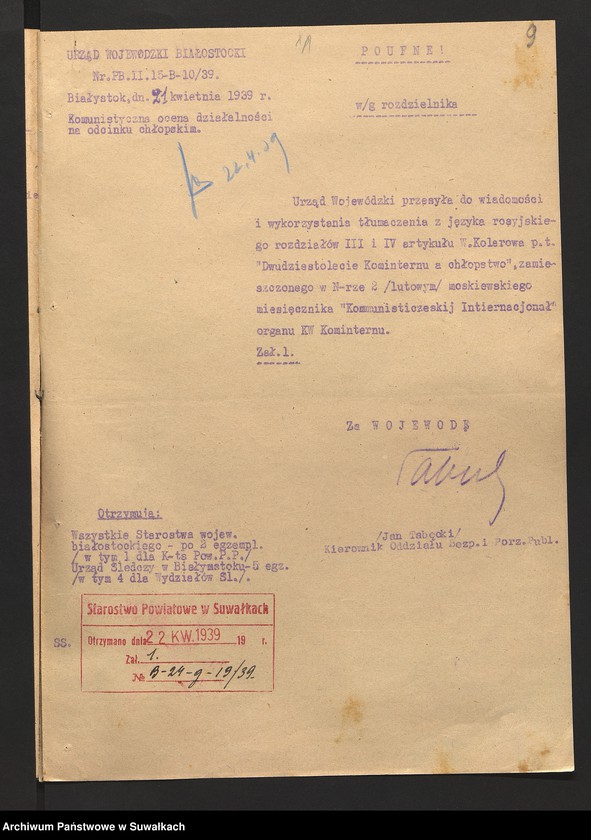 11
9
URZĄD WOJEWÓDZKI BIAŁOSTOCKI
Nr.PB.II.15-B-10/39.
Białystok,dn. 21 kwietnia 1939 r.
Komunistyczna ocena działalności
na odcinku chłopskim.
POUFNE!
w/g rozdzielnika
22.4.39
Urząd Wojewódzki przesyła do wiadomości
i wykorzystania tłumaczenia z języka rosyjskie-
go rozdziałów III i IV artykułu W.Kolarowa p.t.
"Dwudziestolecie Kominternu a chłopstwo",zamie-
szczonego w N-rze 2 /lutowym/ moskiewskiego
miesięcznika "Kommunisticzeskij Intiernacjonał"
organu KW Kominternu.
Zał.1.
Za WOJEWODĘ
/Jan Tabęcki/
Kierownik Oddziału Bezp.i Porz.Publ.
Otrzymują:
Wszystkie Starostwa wojew.
białostockiego - po 2 egzempl.
/ w tym 1 dla K-ta Pow.P.P./
Urząd Śledczy w Białymstoku-5 egz.
/w tym 4 dla Wydziałów Śl./.
SS.
Starostwo Powiatowe w Suwałkach
Otrzymano dnia 22 KW.1939 19 r.
Zał. 1.
№ B-24-g-19/39.
Archiwum Państwowe w Suwałkach